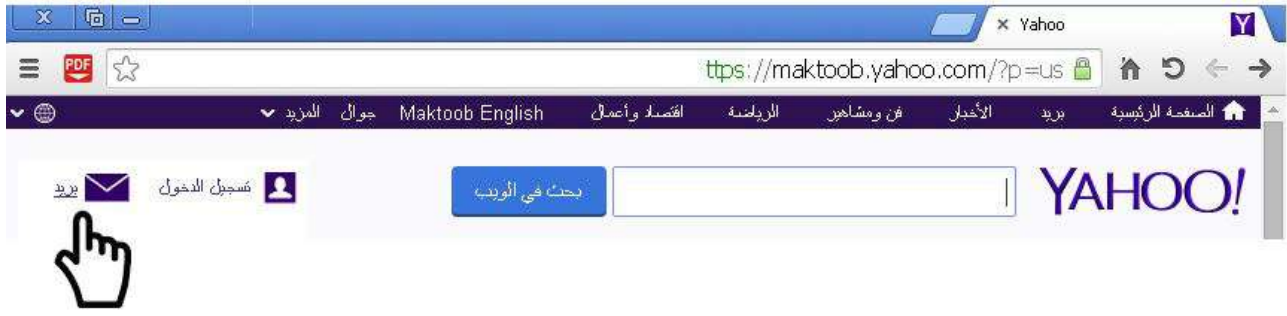 Yahoo
PDF
ttps://maktoob.yahoo.com/?p=us
الصفحة الرئيسية بريد الأخبار فن ومشاهير الرياضة اقتصاد وأعمال Maktoob English جوال المزيد
YAHOO!
بحث في الويب
تسجيل الدخول
بريد